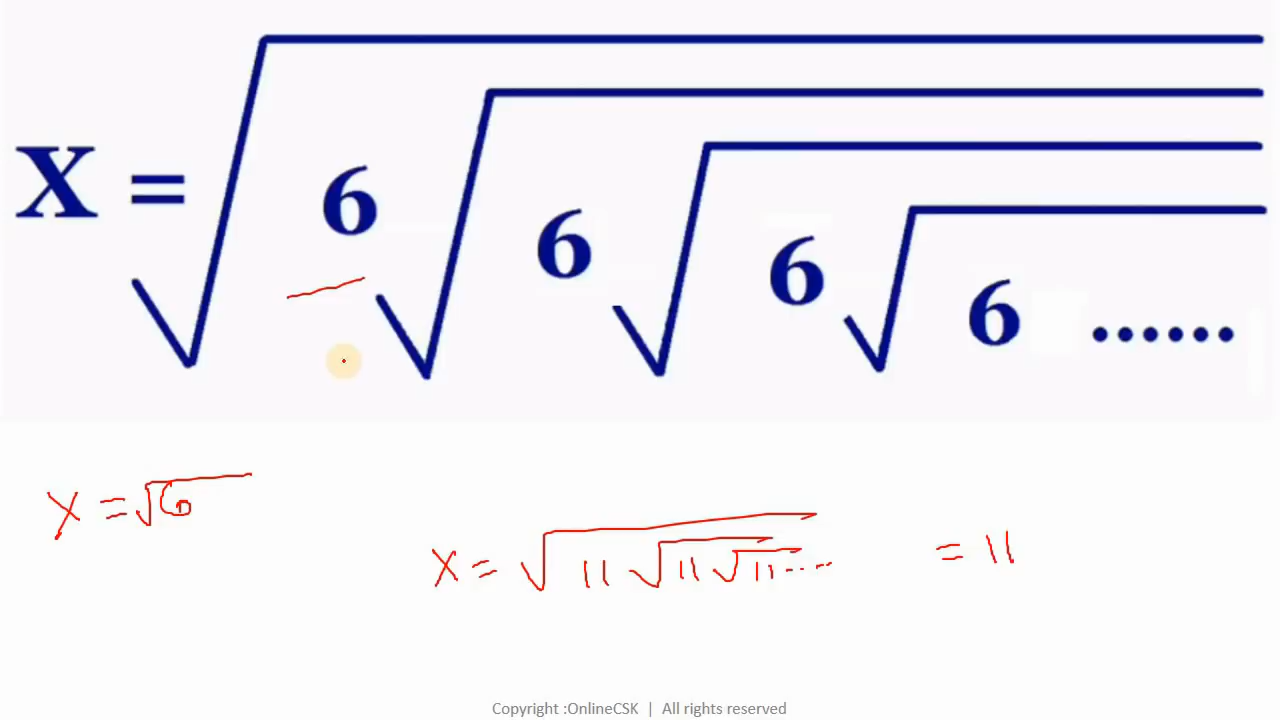 X = √6√6√6√6 ......
X = √6
X = √11√11√11.... = 11
Copyright :OnlineCSK | All rights reserved